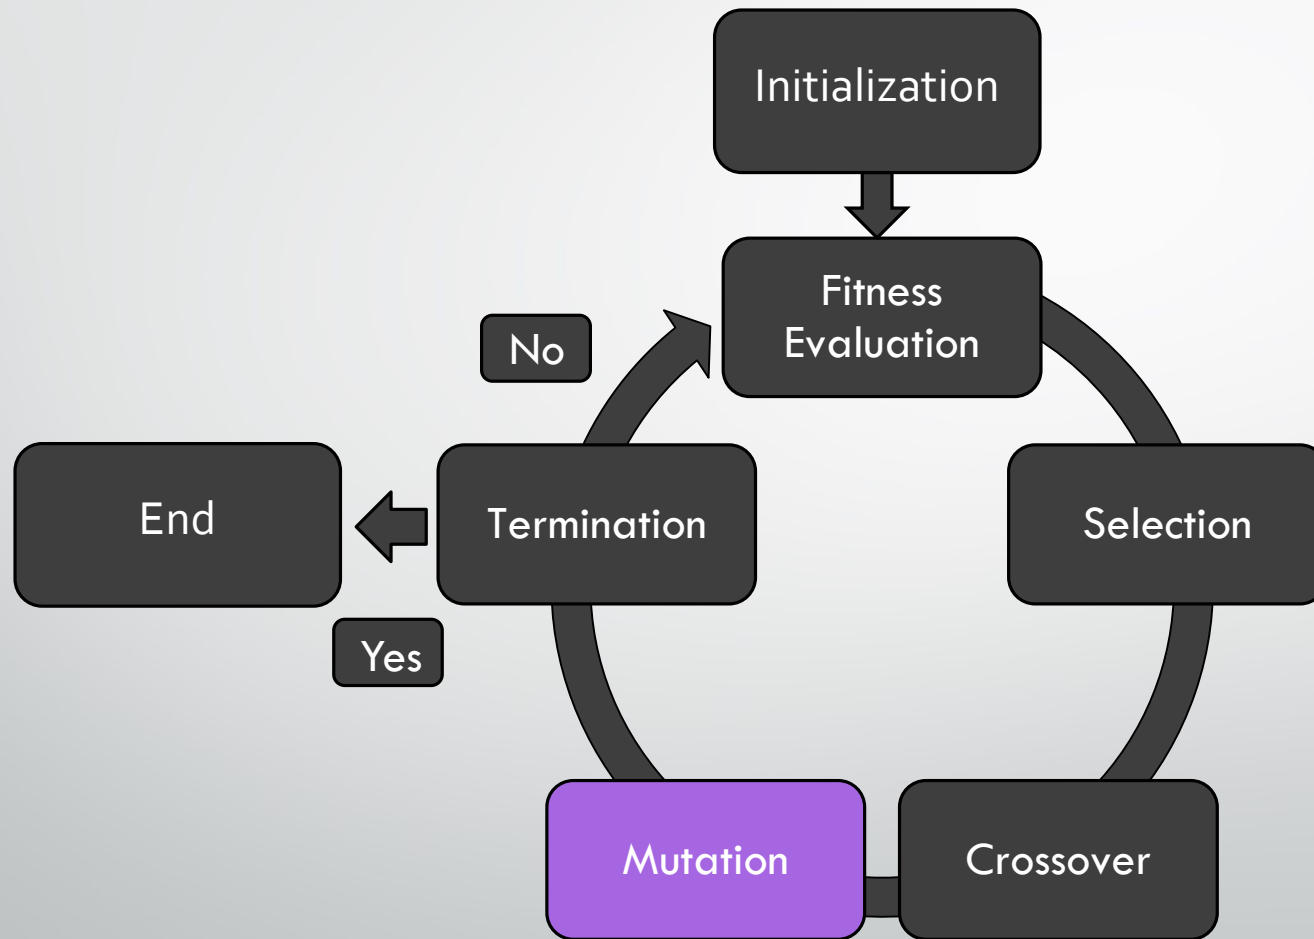 Initialization
Fitness
Evaluation
No
End
Termination
Selection
Yes
Mutation
Crossover